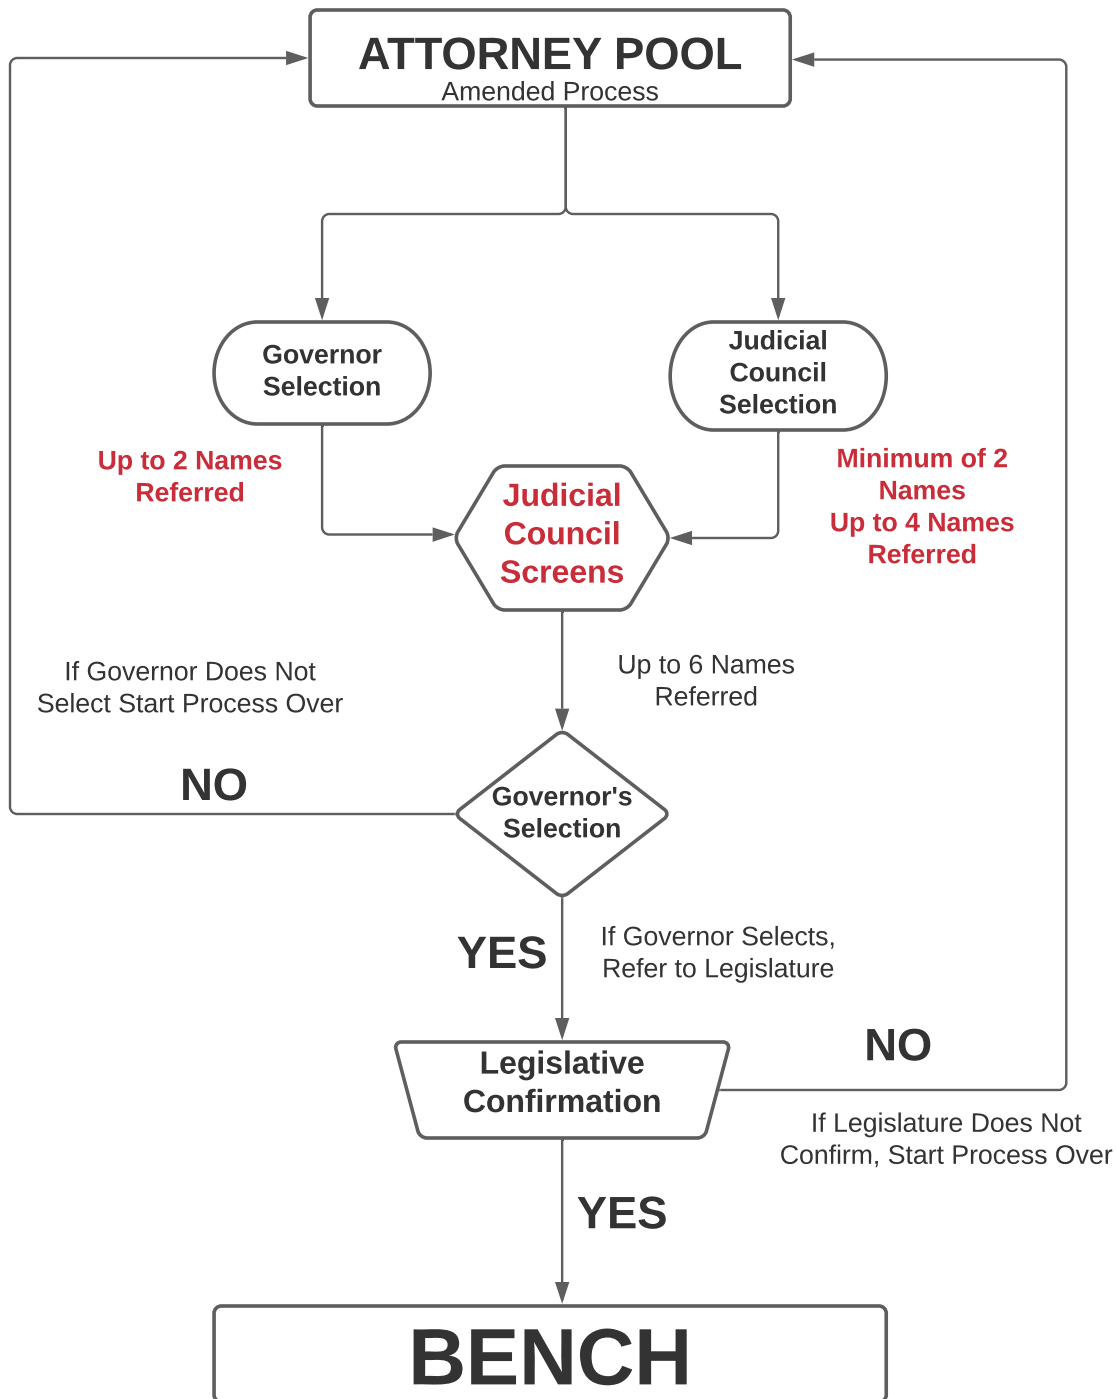 ATTORNEY POOL
Amended Process
Governor
Selection
Judicial
Council
Selection
Up to 2 Names
Referred
Minimum of 2
Names
Up to 4 Names
Referred
Judicial
Council
Screens
If Governor Does Not
Select Start Process Over
Up to 6 Names
Referred
NO
Governor's
Selection
YES
If Governor Selects,
Refer to Legislature
NO
Legislative
Confirmation
If Legislature Does Not
Confirm, Start Process Over
YES
BENCH